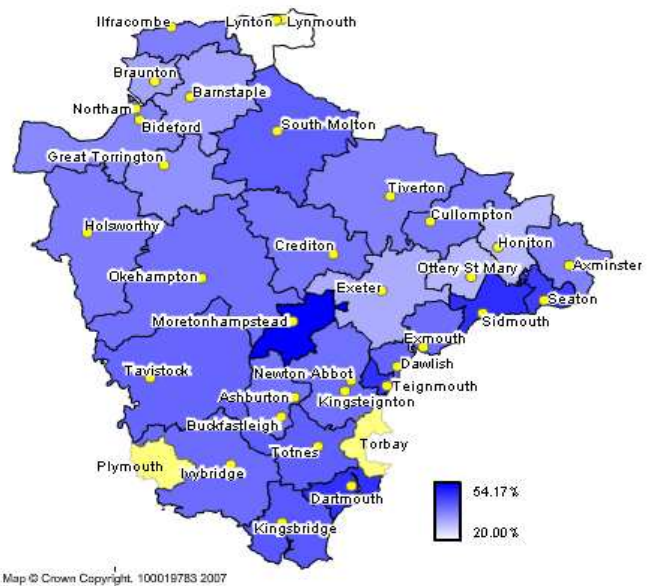 Ilfracombe
Lynton
Lynmouth
Braunton
Barnstaple
Northam
Bideford
South Molton
Great Torrington
Tiverton
Cullompton
Holsworthy
Crediton
Honiton
Ottery St Mary
Axminster
Okehampton
Exeter
Seaton
Moretonhampstead
Sidmouth
Exmouth
Dawlish
Tavistock
Newton Abbot
Teignmouth
Ashburton
Kingsteignton
Buckfastleigh
Torbay
Totnes
Plymouth
Ivybridge
Dartmouth
54.17%
Kingsbridge
20.00%
Map © Crown Copyright. 100019783 2007